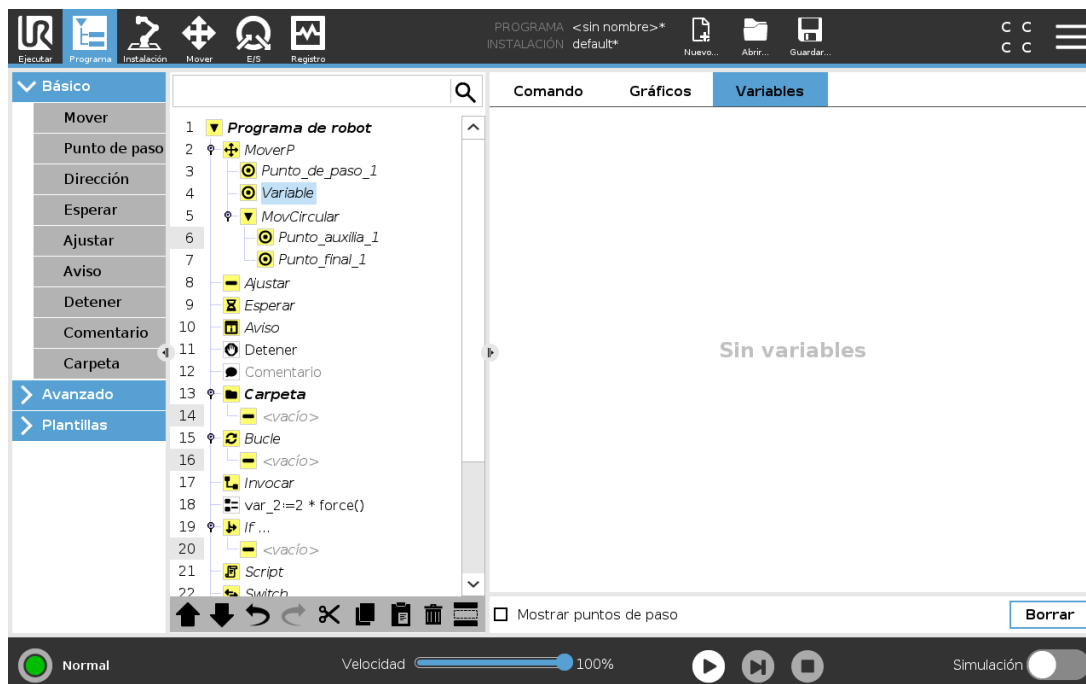 PROGRAMA <sin nombre>*
INSTALACIÓN default*
Ejecutar Programa Instalación Mover E/S Registro
Nuevo... Abrir... Guardar...
C C
C C
Básico
Mover
Punto de paso
Dirección
Esperar
Ajustar
Aviso
Detener
Comentario
Carpeta
Avanzado
Plantillas
1 Programa de robot
2 MoverP
3 Punto_de_paso_1
4 Variable
5 MovCircular
6 Punto_auxilia_1
7 Punto_final_1
8 Ajustar
9 Esperar
10 Aviso
11 Detener
12 Comentario
13 Carpeta
14 <vacío>
15 Bucle
16 <vacío>
17 Invocar
18 var_2:=2 * force()
19 If ...
20 <vacío>
21 Script
22 Switch
Comando Gráficos Variables
Sin variables
Mostrar puntos de paso
Borrar
Normal
Velocidad 100%
Simulación